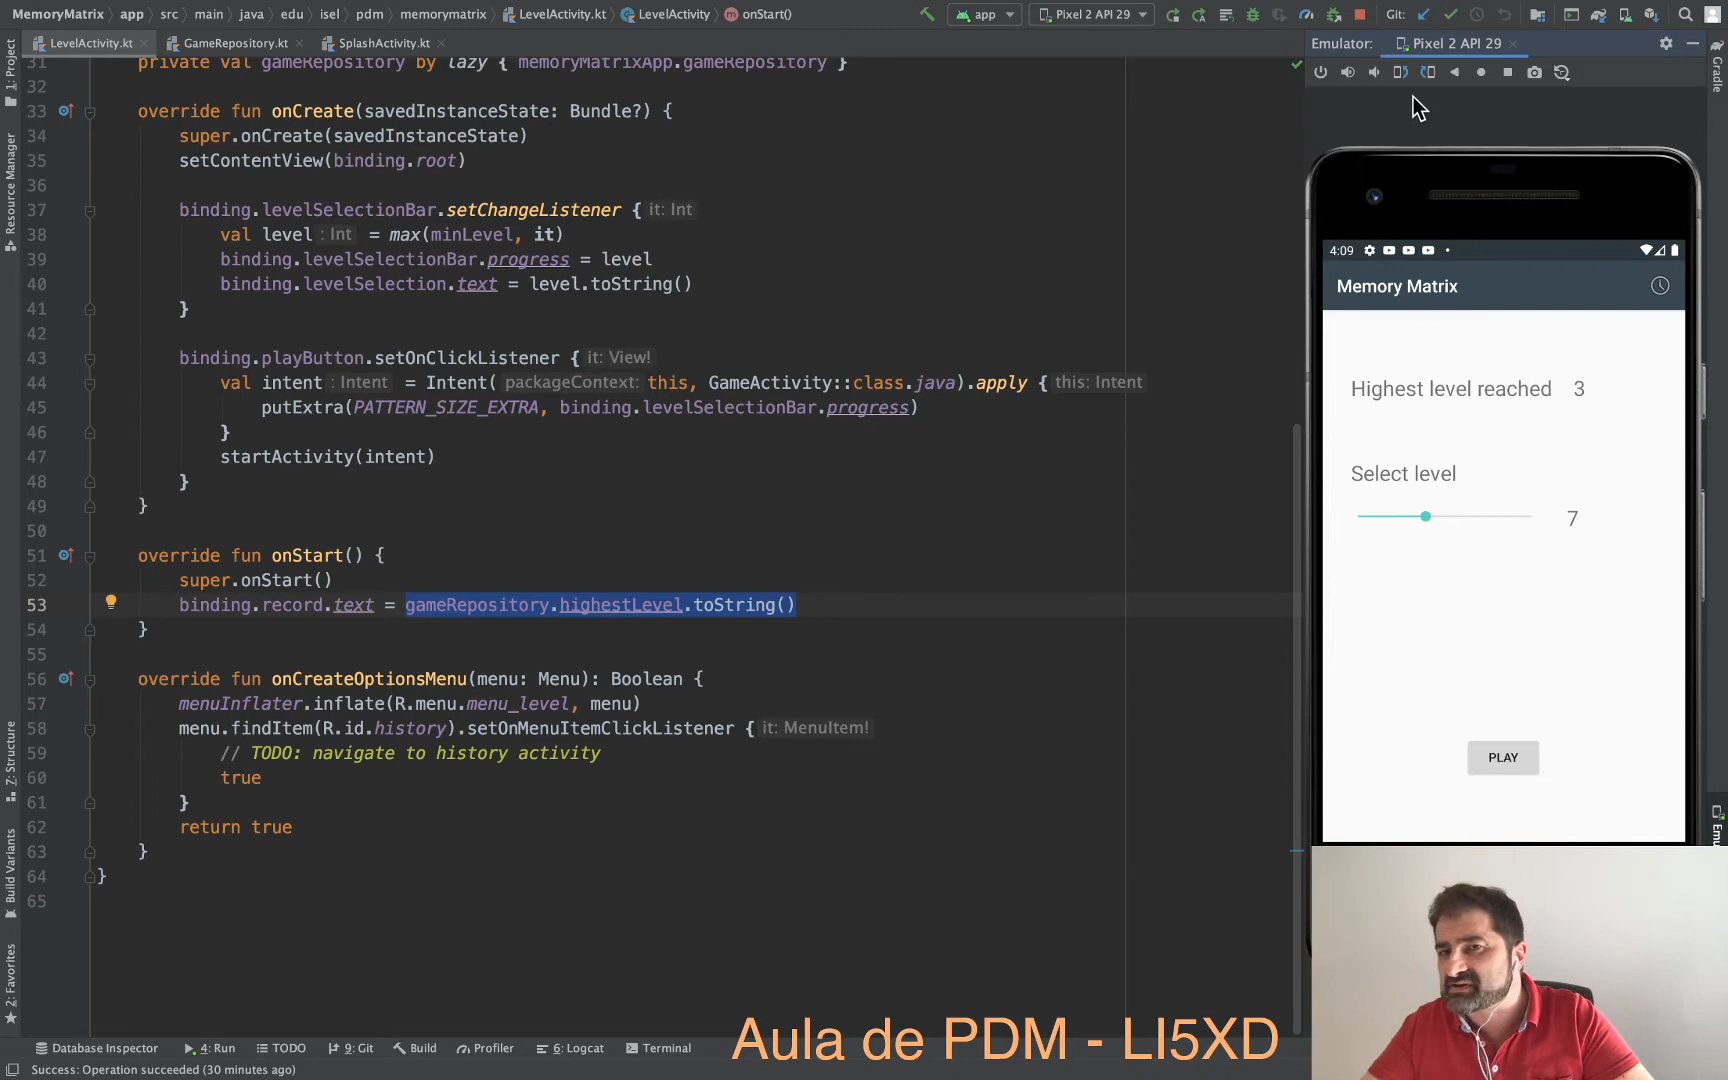 MemoryMatrix app src main java edu isel pdm memorymatrix LevelActivity.kt LevelActivity onStart() app Pixel 2 API 29 Git:
LevelActivity.kt GameRepository.kt SplashActivity.kt
Emulator: Pixel 2 API 29
1: Project
Resource Manager
Z: Structure
Build Variants
2: Favorites
Gradle
31 private val gameRepository by lazy { memoryMatrixApp.gameRepository }
32
33 override fun onCreate(savedInstanceState: Bundle?) {
34 super.onCreate(savedInstanceState)
35 setContentView(binding.root)
36
37 binding.levelSelectionBar.setChangeListener { it: Int
38 val level : Int = max(minLevel, it)
39 binding.levelSelectionBar.progress = level
40 binding.levelSelection.text = level.toString()
41 }
42
43 binding.playButton.setOnClickListener { it: View!
44 val intent : Intent = Intent( packageContext: this, GameActivity::class.java).apply { this: Intent
45 putExtra(PATTERN_SIZE_EXTRA, binding.levelSelectionBar.progress)
46 }
47 startActivity(intent)
48 }
49 }
50
51 override fun onStart() {
52 super.onStart()
53 binding.record.text = gameRepository.highestLevel.toString()
54 }
55
56 override fun onCreateOptionsMenu(menu: Menu): Boolean {
57 menuInflater.inflate(R.menu.menu_level, menu)
58 menu.findItem(R.id.history).setOnMenuItemClickListener { it: MenuItem!
59 // TODO: navigate to history activity
60 true
61 }
62 return true
63 }
64 }
65
4:09
Memory Matrix
Highest level reached 3
Select level
7
PLAY
Aula de PDM - LI5XD
Database Inspector 4: Run TODO 9: Git Build Profiler 6: Logcat Terminal
Success: Operation succeeded (30 minutes ago)